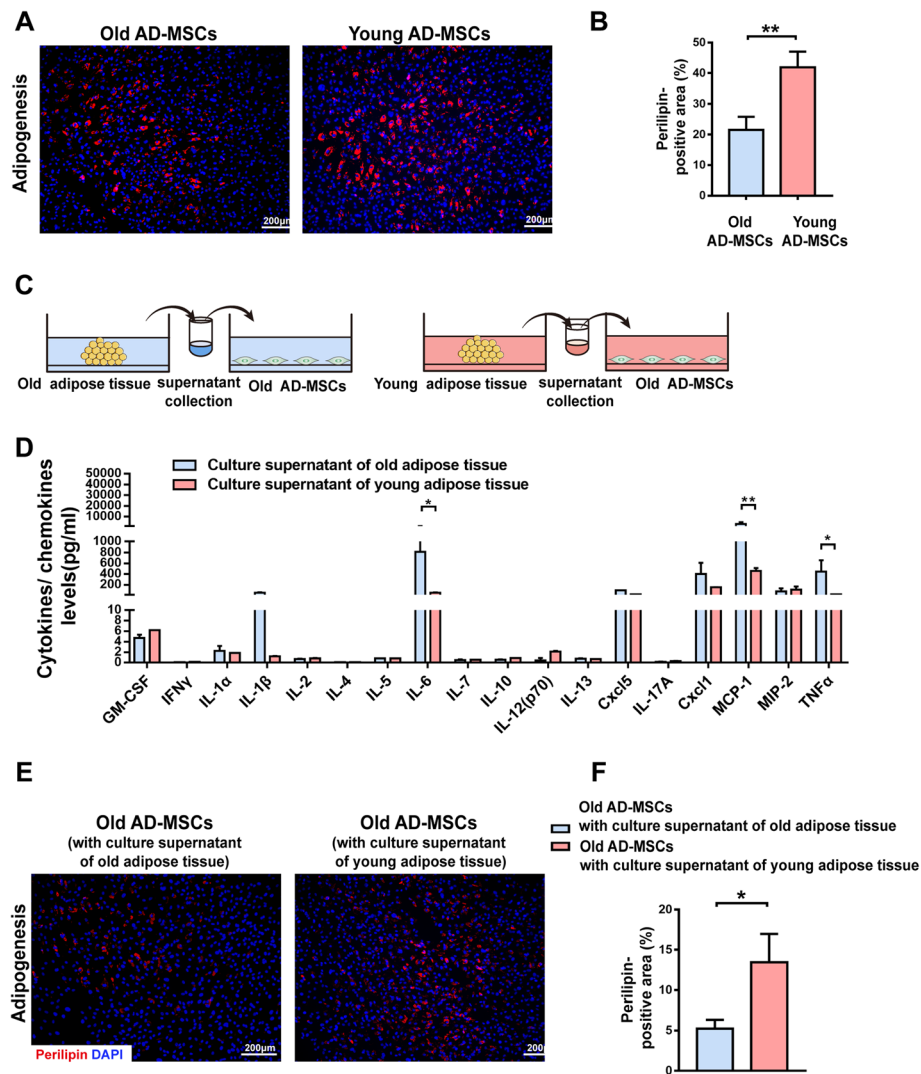 A
Old AD-MSCs
Young AD-MSCs
Adipogenesis
200μm
200μm
B
**
Perilipin-
positive area (%)
50
40
30
20
10
0
Old
AD-MSCs
Young
AD-MSCs
C
Old adipose tissue
supernatant
collection
Old AD-MSCs
Young adipose tissue
supernatant
collection
Old AD-MSCs
D
Cytokines/ chemokines
levels(pg/ml)
Culture supernatant of old adipose tissue
Culture supernatant of young adipose tissue
50000
40000
30000
20000
10000
1000
800
600
400
200
10
8
6
4
2
0
*
**
*
GM-CSF
IFNγ
IL-1α
IL-1β
IL-2
IL-4
IL-5
IL-6
IL-7
IL-10
IL-12(p70)
IL-13
Cxcl5
IL-17A
Cxcl1
MCP-1
MIP-2
TNFα
E
Old AD-MSCs
(with culture supernatant
of old adipose tissue)
Old AD-MSCs
(with culture supernatant
of young adipose tissue)
Adipogenesis
Perilipin DAPI
200μm
200μm
F
Old AD-MSCs
with culture supernatant of old adipose tissue
Old AD-MSCs
with culture supernatant of young adipose tissue
*
Perilipin-
positive area (%)
20
15
10
5
0